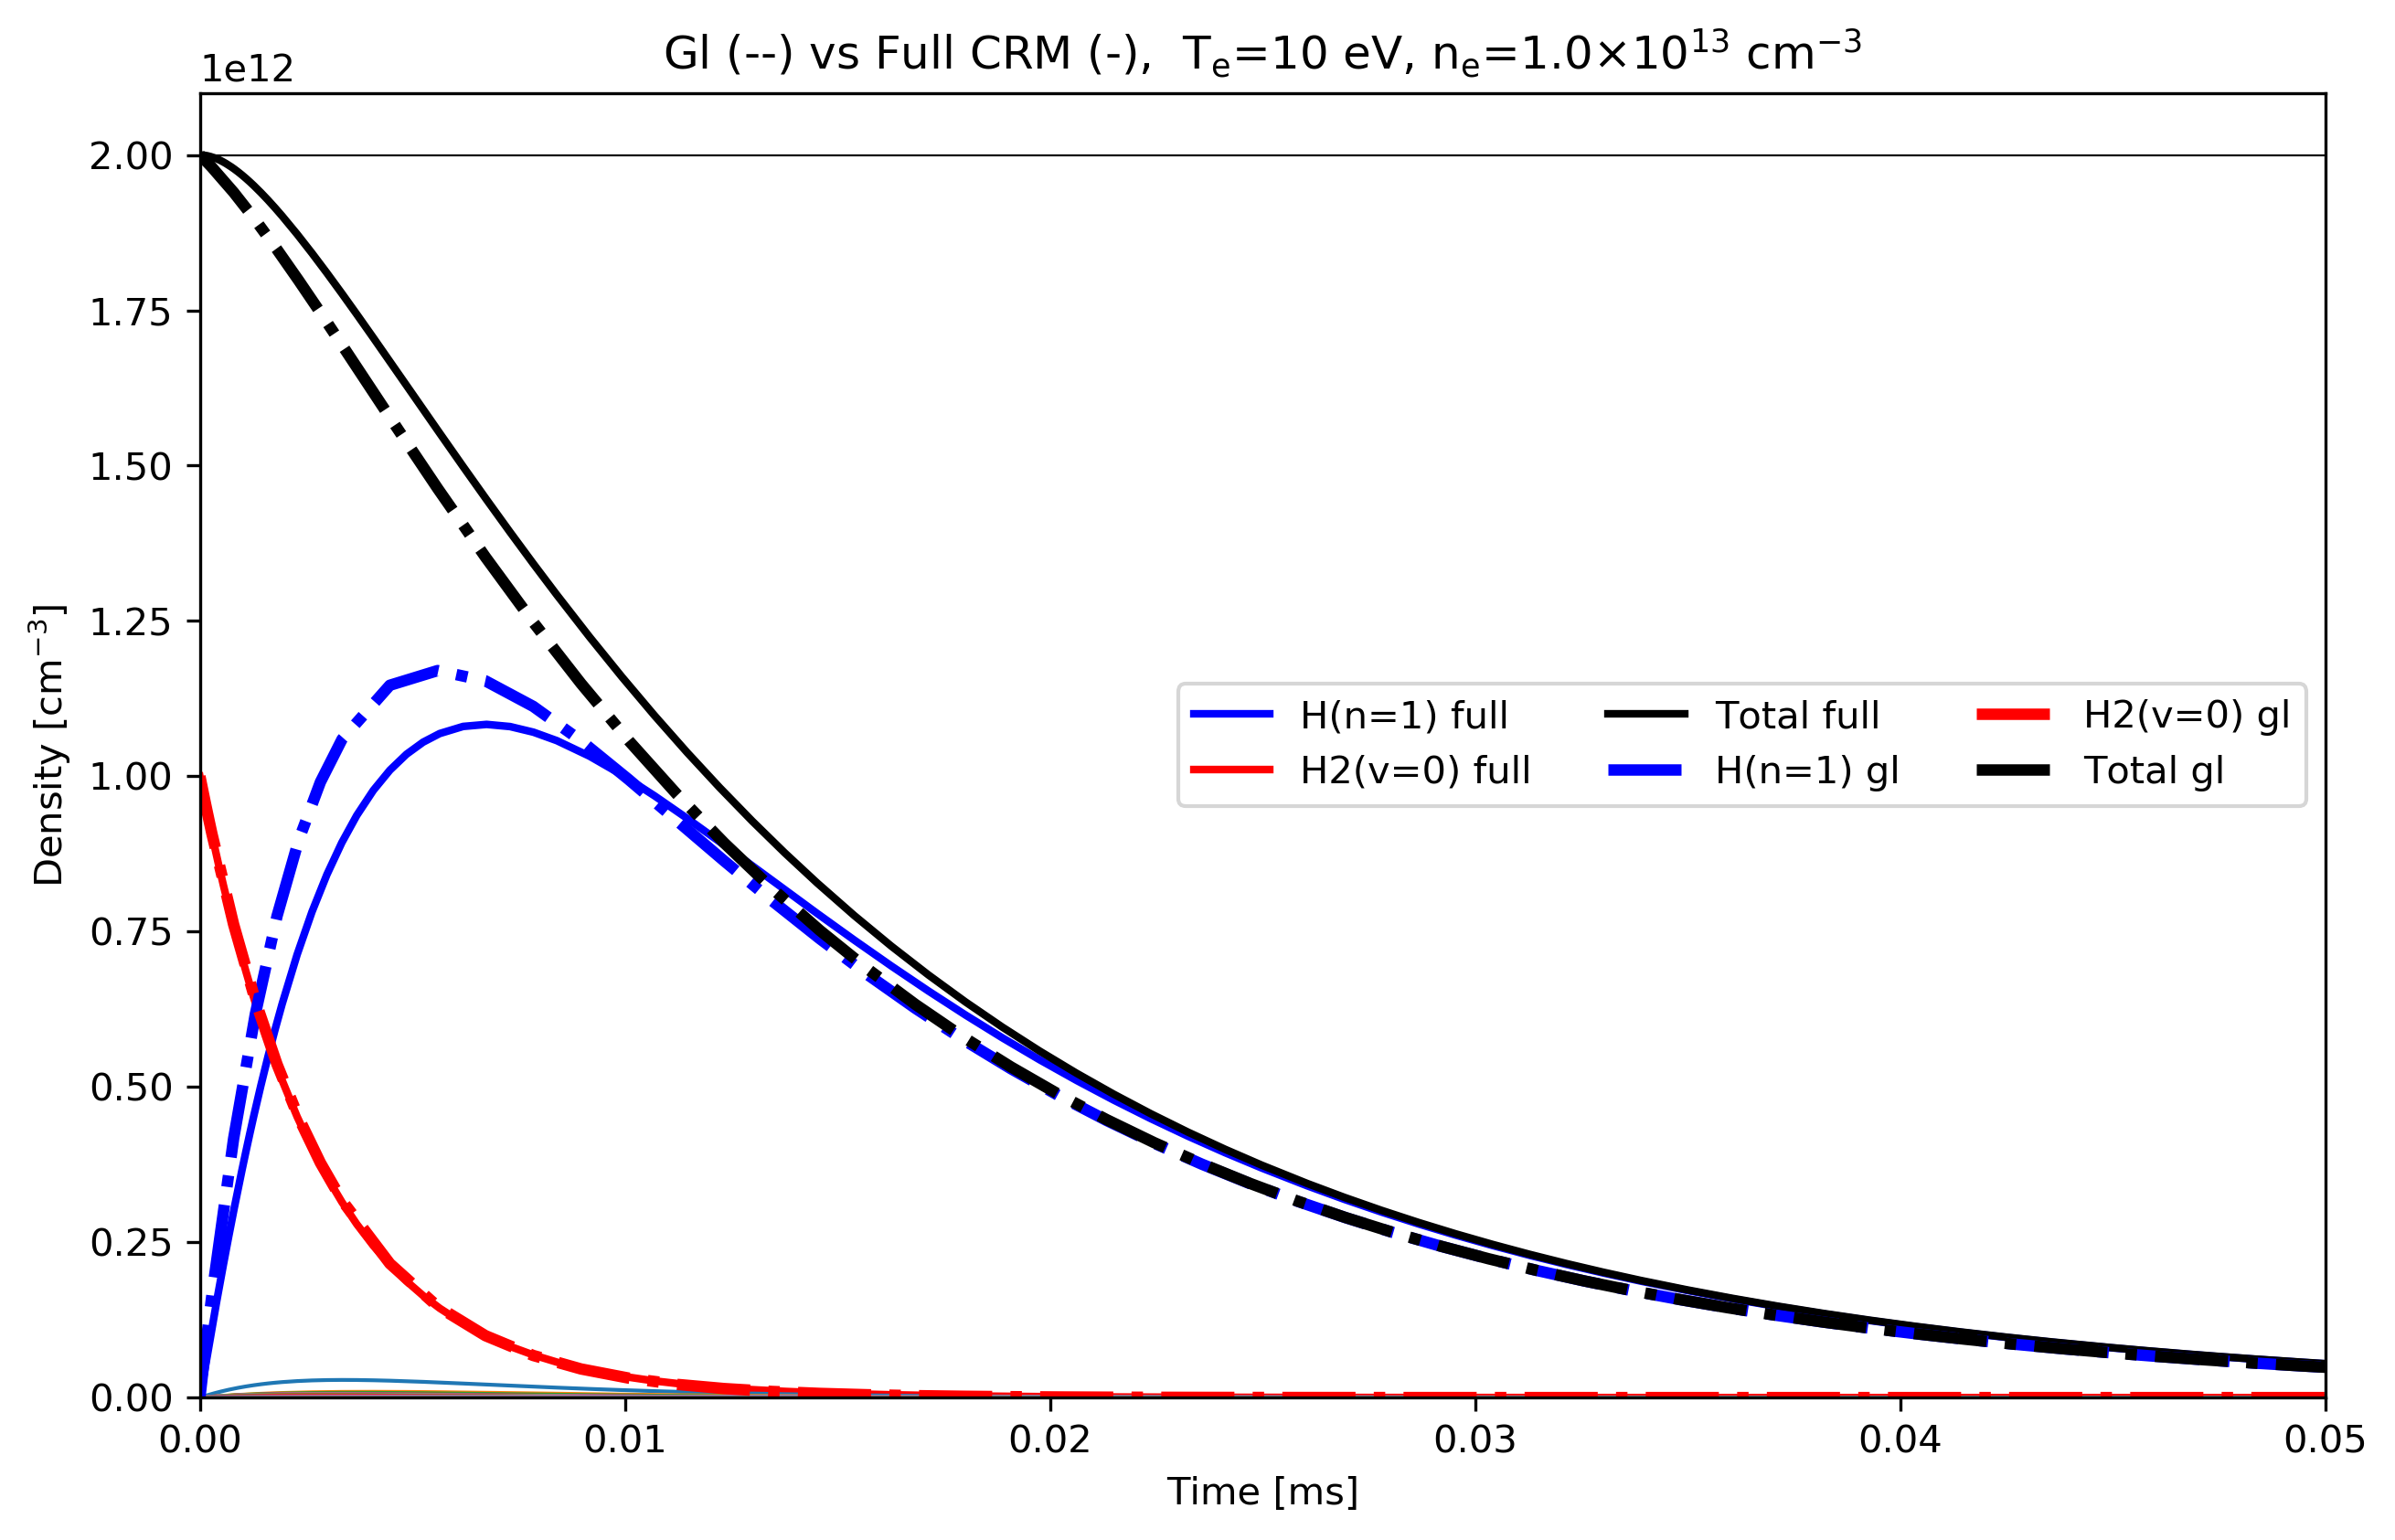 Gl (--) vs Full CRM (-), Tₑ=10 eV, nₑ=1.0×10¹³ cm⁻³
1e12
2.00
1.75
1.50
1.25
1.00
0.75
0.50
0.25
0.00
Density [cm⁻³]
H(n=1) full
H2(v=0) full
Total full
H(n=1) gl
H2(v=0) gl
Total gl
0.00 0.01 0.02 0.03 0.04 0.05
Time [ms]